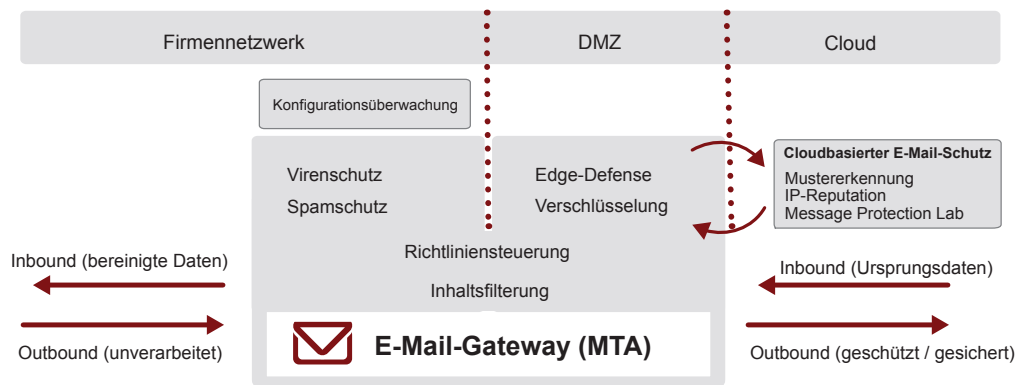 Firmennetzwerk
DMZ
Cloud
Konfigurationsüberwachung
Virenschutz
Spamschutz
Edge-Defense
Verschlüsselung
Cloudbasierter E-Mail-Schutz
Mustererkennung
IP-Reputation
Message Protection Lab
Richtliniensteuerung
Inhaltsfilterung
Inbound (bereinigte Daten)
Inbound (Ursprungsdaten)
Outbound (unverarbeitet)
E-Mail-Gateway (MTA)
Outbound (geschützt / gesichert)